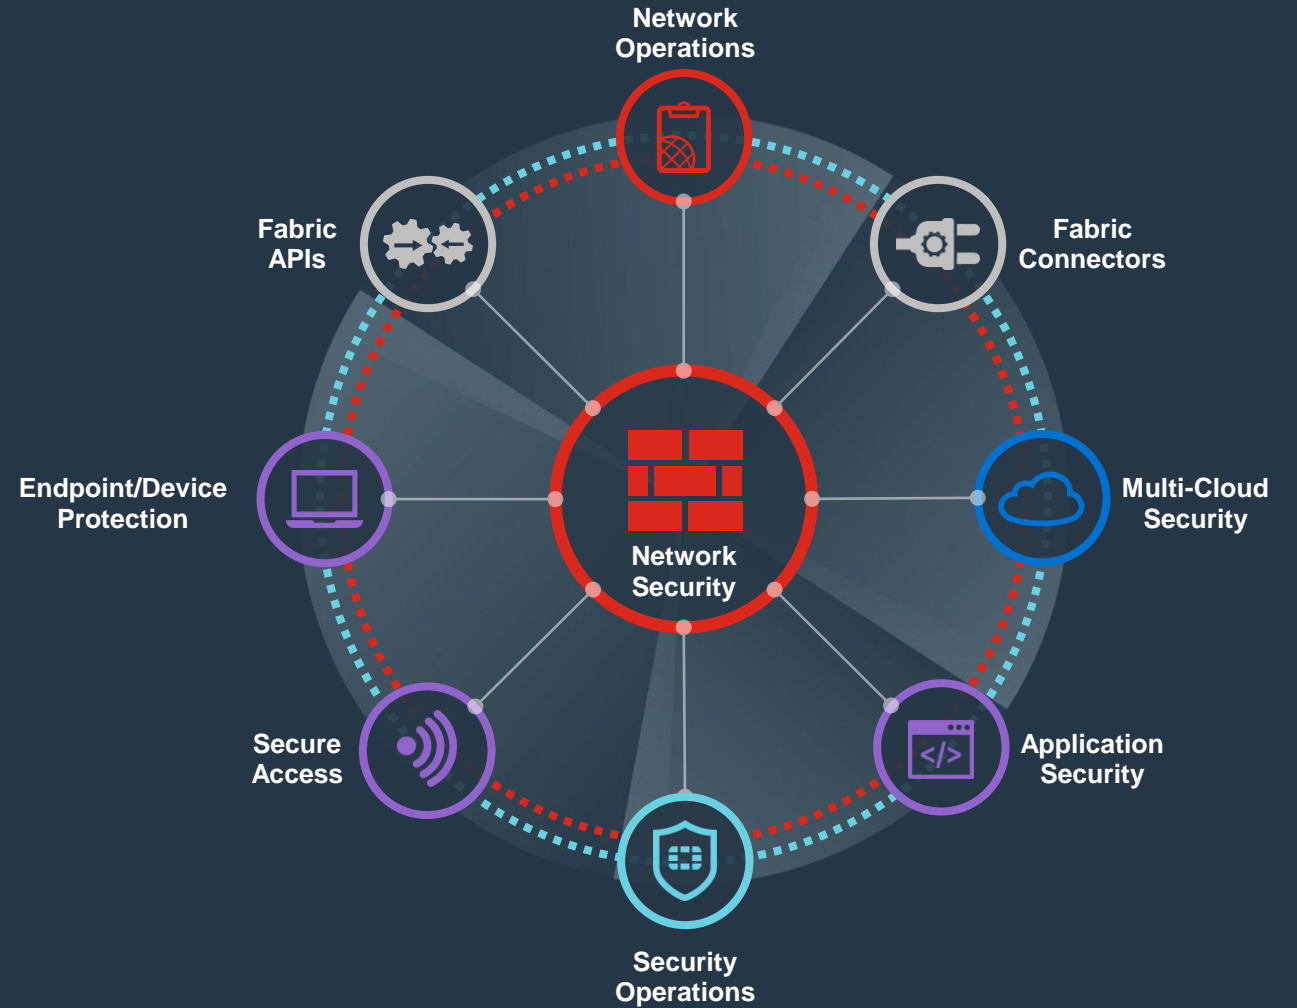 Network
Operations
Fabric
APIs
Fabric
Connectors
Endpoint/Device
Protection
Network
Security
Multi-Cloud
Security
Secure
Access
</>
Application
Security
Security
Operations